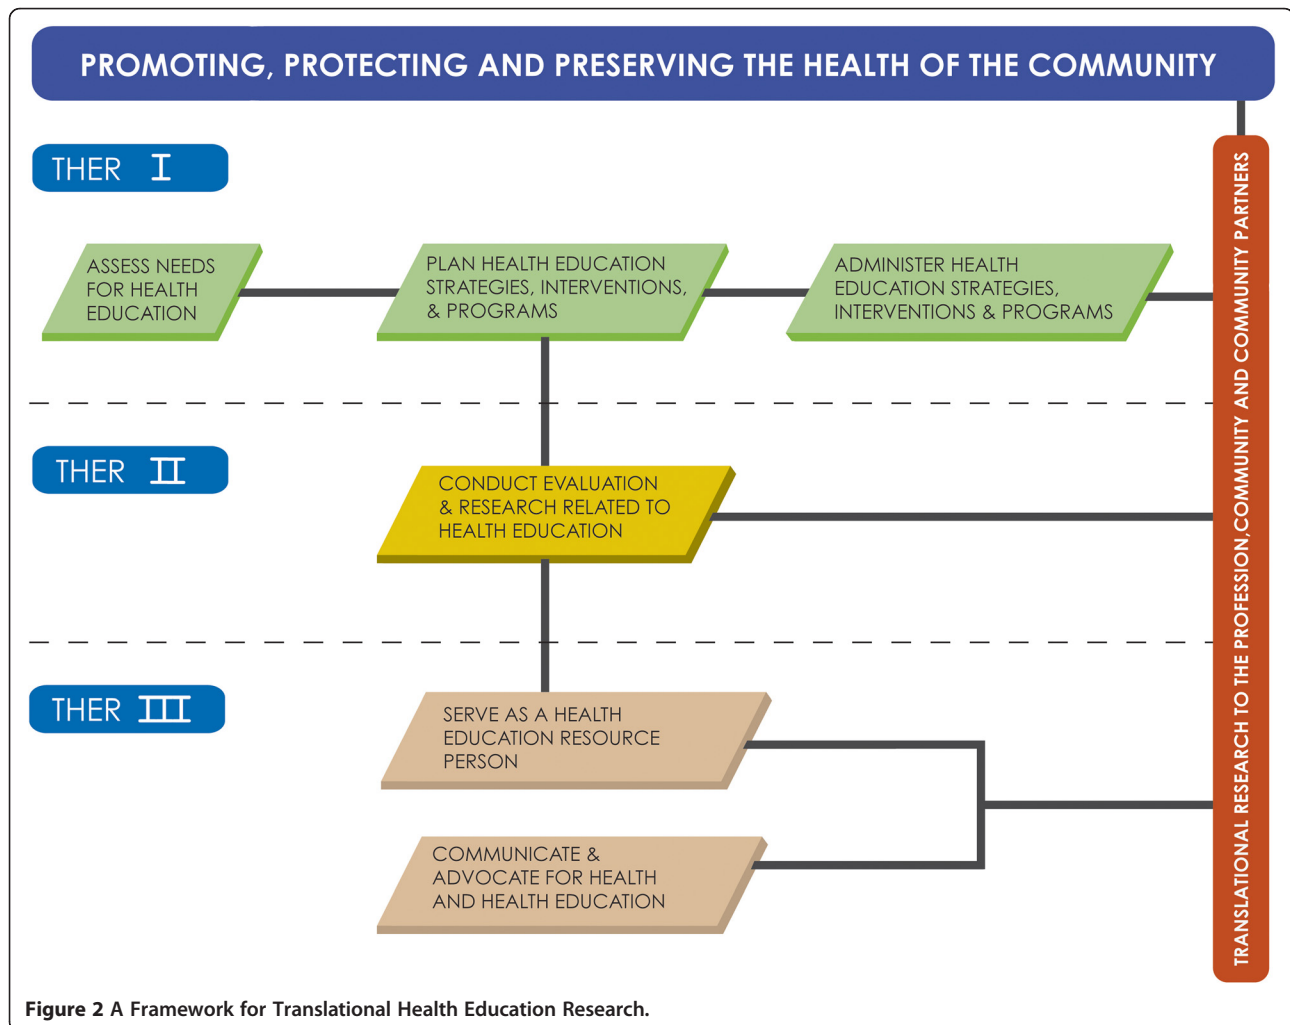 PROMOTING, PROTECTING AND PRESERVING THE HEALTH OF THE COMMUNITY
THER I
ASSESS NEEDS
FOR HEALTH
EDUCATION
PLAN HEALTH EDUCATION
STRATEGIES, INTERVENTIONS,
& PROGRAMS
ADMINISTER HEALTH
EDUCATION STRATEGIES,
INTERVENTIONS & PROGRAMS
THER II
CONDUCT EVALUATION
& RESEARCH RELATED TO
HEALTH EDUCATION
THER III
SERVE AS A HEALTH
EDUCATION RESOURCE
PERSON
COMMUNICATE &
ADVOCATE FOR HEALTH
AND HEALTH EDUCATION
TRANSLATIONAL RESEARCH TO THE PROFESSION,COMMUNITY AND COMMUNITY PARTNERS
Figure 2 A Framework for Translational Health Education Research.